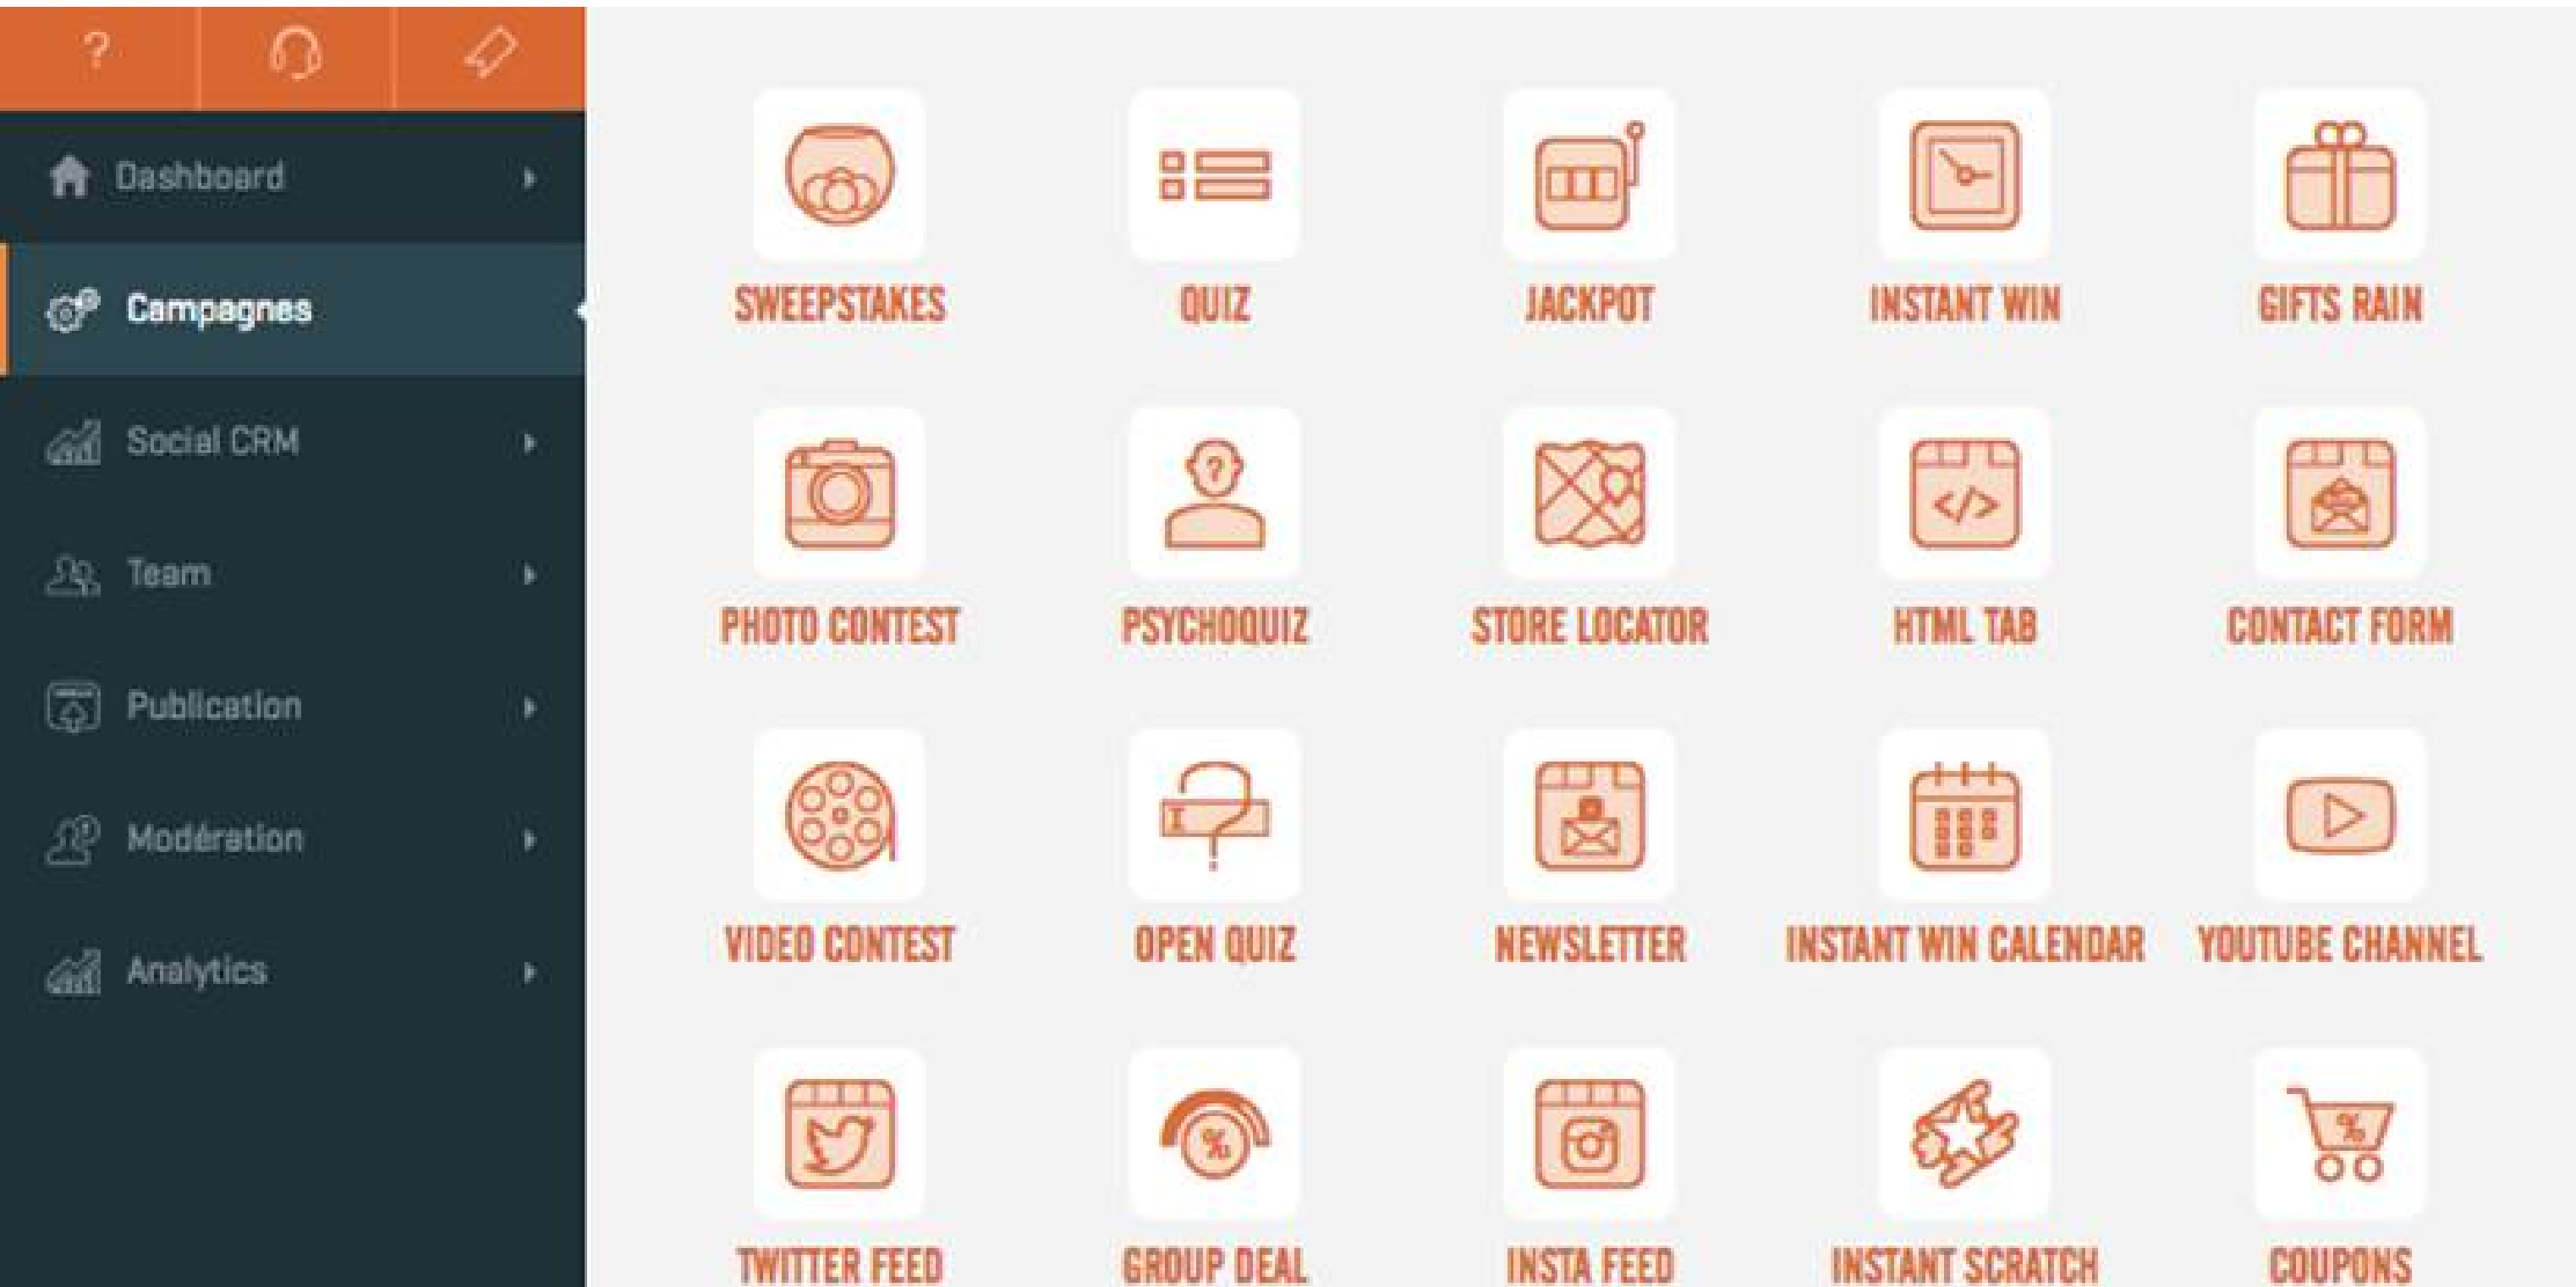 ?
Dashboard
Campagnes
Social CRM
Team
Publication
Modération
Analytics
SWEEPSTAKES QUIZ JACKPOT INSTANT WIN GIFTS RAIN
?
</>
PHOTO CONTEST PSYCHOQUIZ STORE LOCATOR HTML TAB CONTACT FORM
I
VIDEO CONTEST OPEN QUIZ NEWSLETTER INSTANT WIN CALENDAR YOUTUBE CHANNEL
% %
TWITTER FEED GROUP DEAL INSTA FEED INSTANT SCRATCH COUPONS